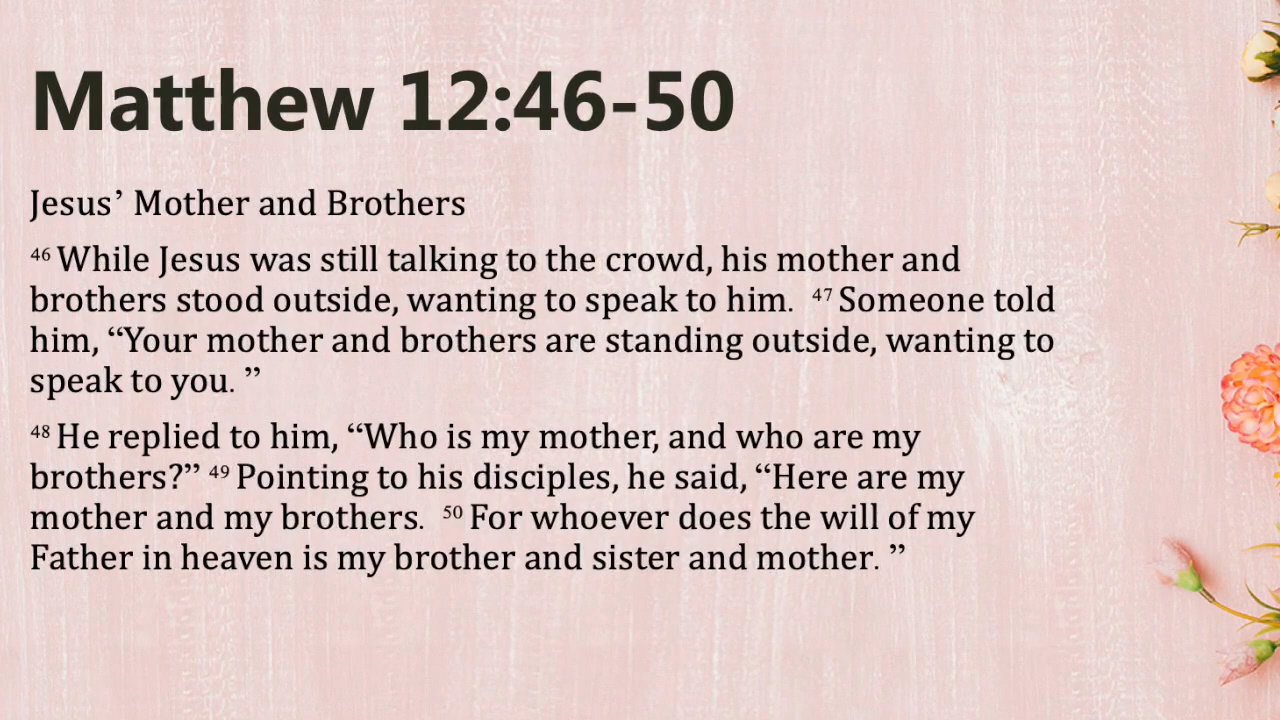 Matthew 12:46-50
Jesus’ Mother and Brothers
46 While Jesus was still talking to the crowd, his mother and
brothers stood outside, wanting to speak to him. 47 Someone told
him, “Your mother and brothers are standing outside, wanting to
speak to you. ”
48 He replied to him, “Who is my mother, and who are my
brothers?” 49 Pointing to his disciples, he said, “Here are my
mother and my brothers. 50 For whoever does the will of my
Father in heaven is my brother and sister and mother. ”